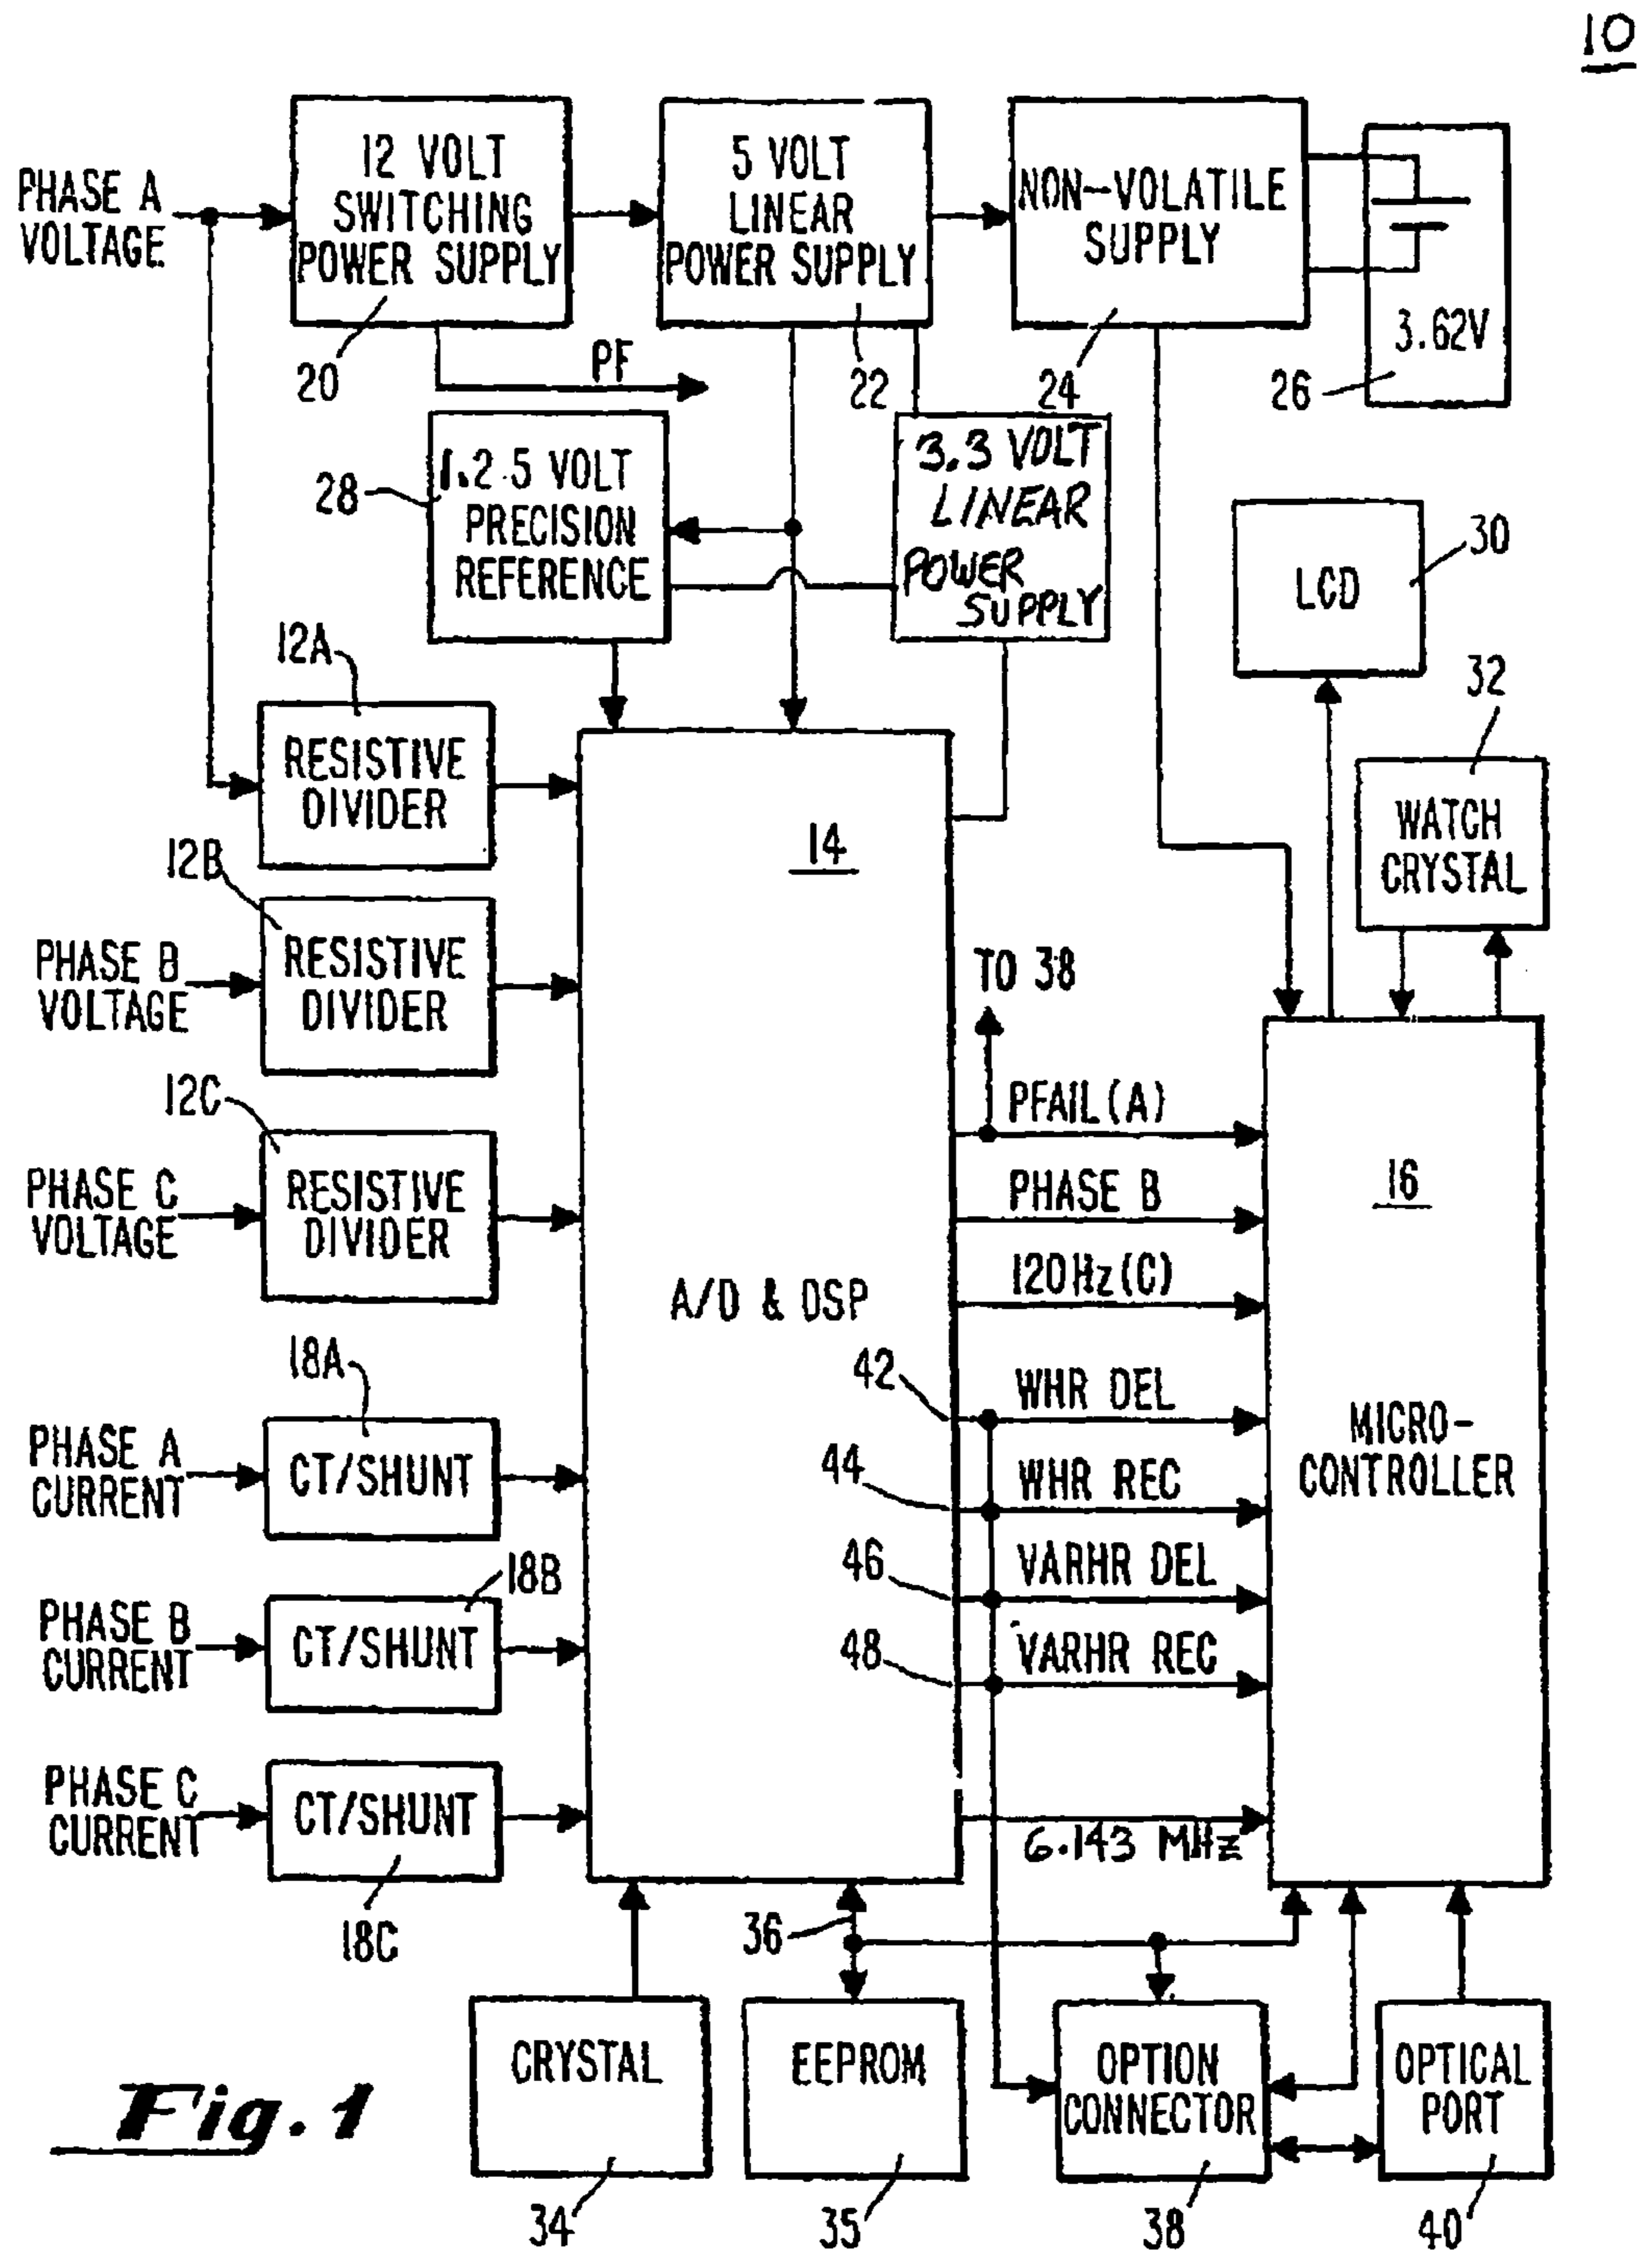 10
12 VOLT
SWITCHING
POWER SUPPLY
5 VOLT
LINEAR
POWER SUPPLY
NON-VOLATILE
SUPPLY
PHASE A
VOLTAGE
3.62V
20
PF
22
24
26
1.2.5 VOLT
PRECISION
REFERENCE
28
3.3 VOLT
LINEAR
POWER
SUPPLY
LCD
30
12A
32
RESISTIVE
DIVIDER
WATCH
CRYSTAL
14
12B
PHASE B
VOLTAGE
RESISTIVE
DIVIDER
TO 38
12C
PFAIL(A)
PHASE C
VOLTAGE
RESISTIVE
DIVIDER
PHASE B
16
120Hz(C)
A/D & DSP
18A
42
WHR DEL
MICRO-
CONTROLLER
PHASE A
CURRENT
CT/SHUNT
44
WHR REC
18B
46
VARHR DEL
PHASE B
CURRENT
CT/SHUNT
48
VARHR REC
PHASE C
CURRENT
CT/SHUNT
6.143 MHz
18C
36
CRYSTAL
EEPROM
OPTION
CONNECTOR
OPTICAL
PORT
Fig. 1
34
35
38
40